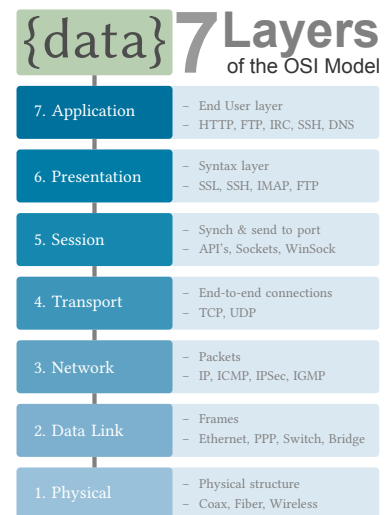 {data}
7 Layers
of the OSI Model
7. Application
– End User layer
– HTTP, FTP, IRC, SSH, DNS
6. Presentation
– Syntax layer
– SSL, SSH, IMAP, FTP
5. Session
– Synch & send to port
– API's, Sockets, WinSock
4. Transport
– End-to-end connections
– TCP, UDP
3. Network
– Packets
– IP, ICMP, IPSec, IGMP
2. Data Link
– Frames
– Ethernet, PPP, Switch, Bridge
1. Physical
– Physical structure
– Coax, Fiber, Wireless